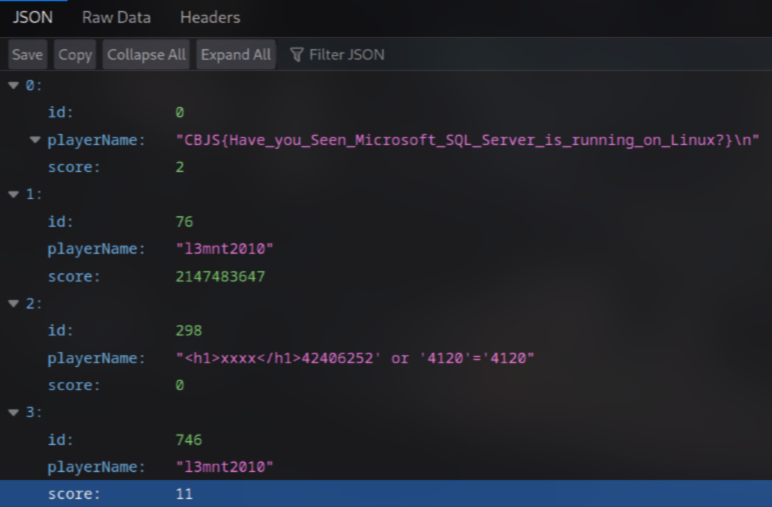 JSON Raw Data Headers
Save Copy Collapse All Expand All Filter JSON
0:
id: 0
playerName: "CBJS{Have_you_Seen_Microsoft_SQL_Server_is_running_on_Linux?}\n"
score: 2
1:
id: 76
playerName: "l3mnt2010"
score: 2147483647
2:
id: 298
playerName: "<h1>xxxx</h1>42406252' or '4120'='4120"
score: 0
3:
id: 746
playerName: "l3mnt2010"
score: 11